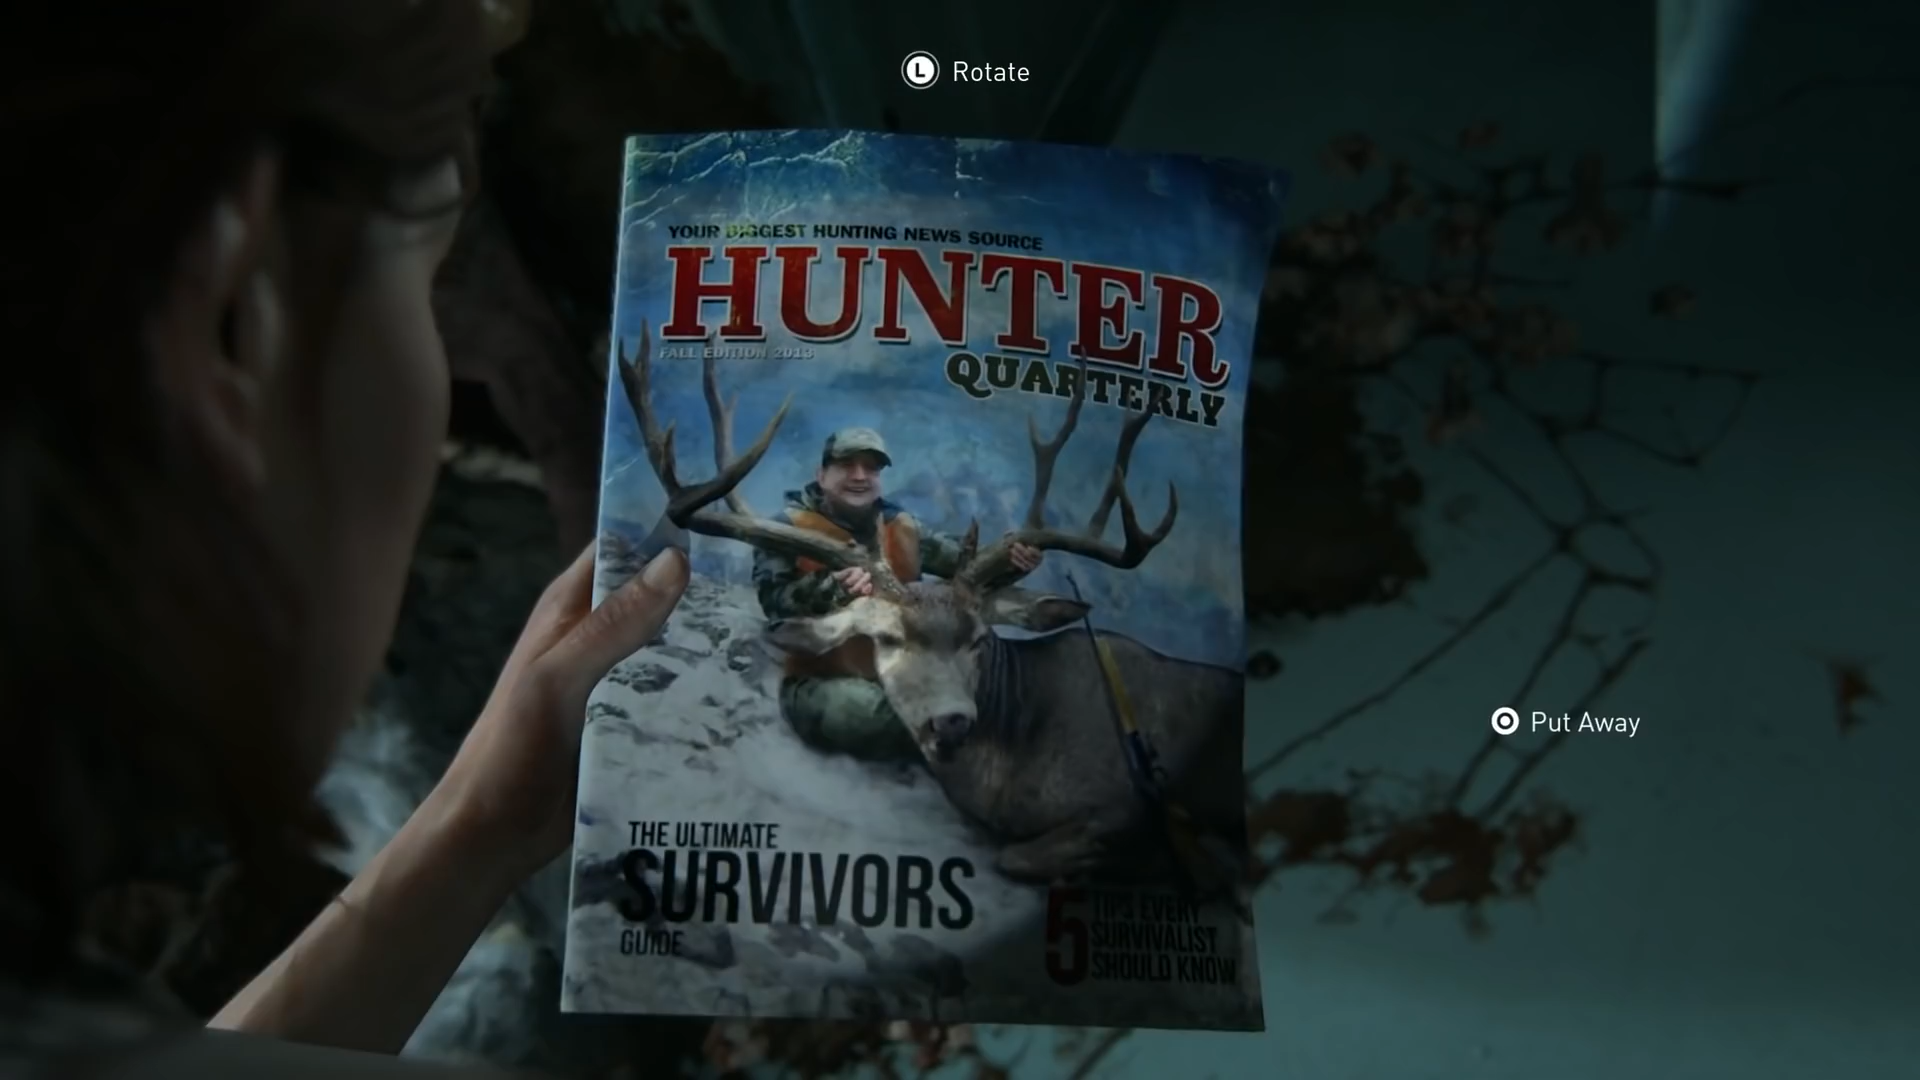 L Rotate
YOUR BIGGEST HUNTING NEWS SOURCE
HUNTER
FALL EDITION 2013
QUARTERLY
Put Away
THE ULTIMATE
SURVIVORS
GUIDE
5 TIPS EVERY
SURVIVALIST
SHOULD KNOW